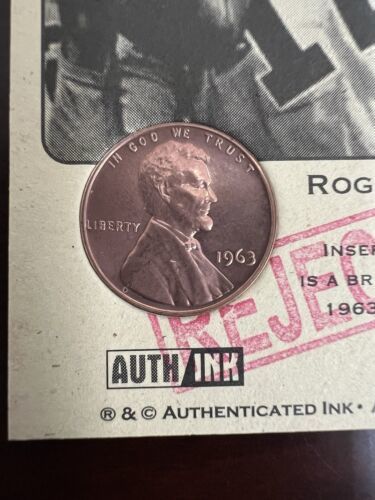 IN GOD WE TRUST
LIBERTY
1963
ROG
INSER
IS A BR
1963
REJEC
AUTH INK
® & © AUTHENTICATED INK •